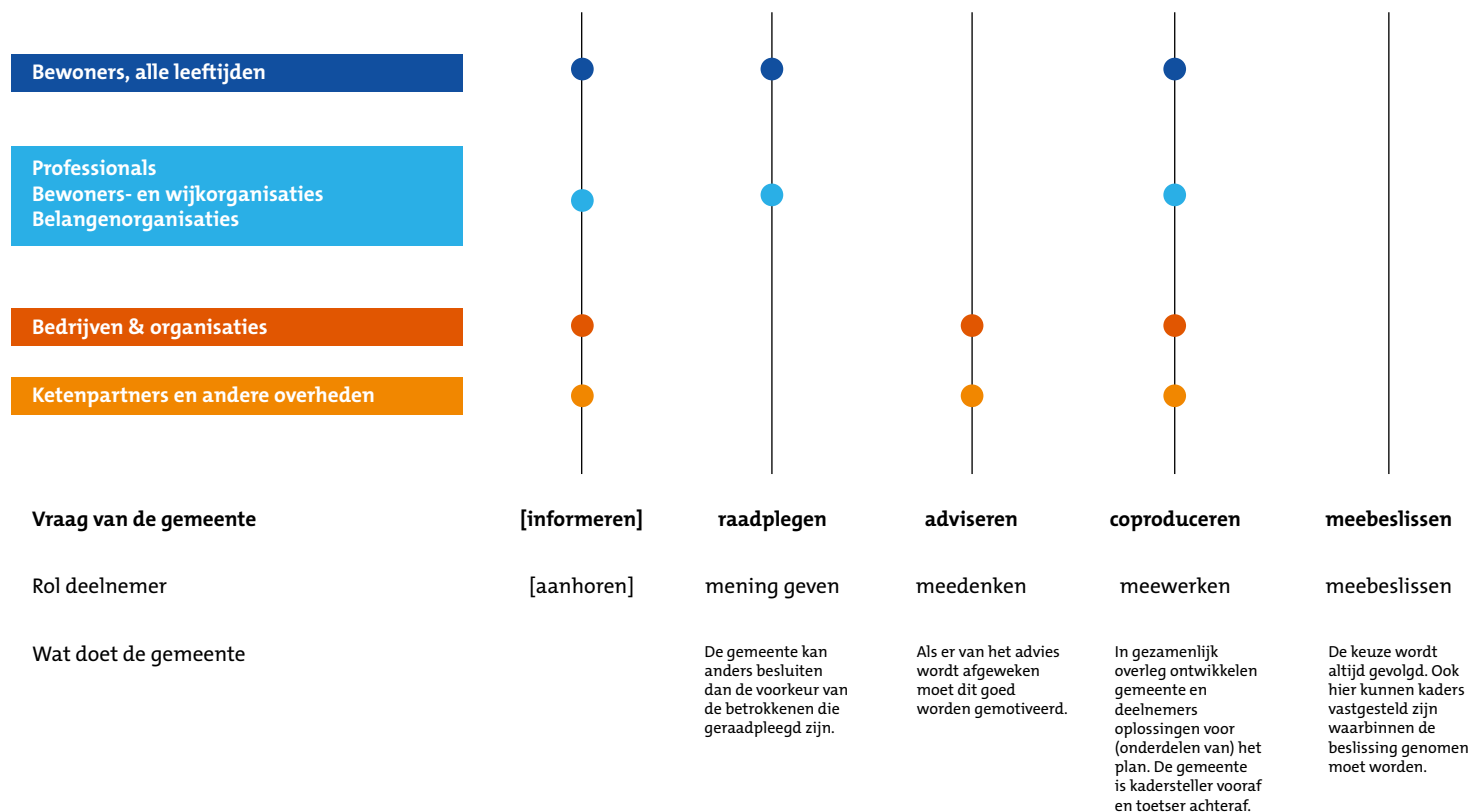 Bewoners, alle leeftijden
Professionals
Bewoners- en wijkorganisaties
Belangenorganisaties
Bedrijven & organisaties
Ketenpartners en andere overheden
Vraag van de gemeente
[informeren]
raadplegen
adviseren
coproduceren
meebeslissen
Rol deelnemer
[aanhoren]
mening geven
meedenken
meewerken
meebeslissen
Wat doet de gemeente
De gemeente kan
anders besluiten
dan de voorkeur van
de betrokkenen die
geraadpleegd zijn.
Als er van het advies
wordt afgeweken
moet dit goed
worden gemotiveerd.
In gezamenlijk
overleg ontwikkelen
gemeente en
deelnemers
oplossingen voor
(onderdelen van) het
plan. De gemeente
is kadersteller vooraf
en toetser achteraf.
De keuze wordt
altijd gevolgd. Ook
hier kunnen kaders
vastgesteld zijn
waarbinnen de
beslissing genomen
moet worden.